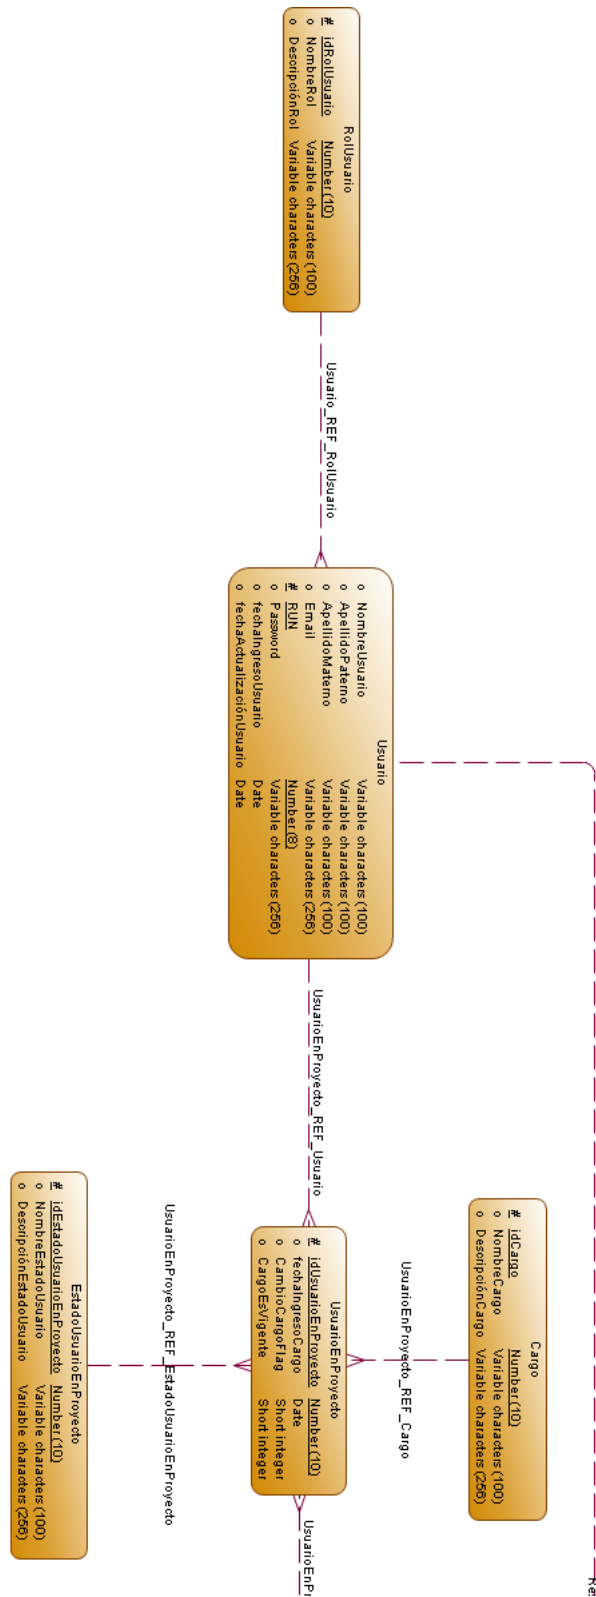 RolUsuario
# idRolUsuario Number (10)
o NombreRol Variable characters (100)
o DescripciónRol Variable characters (256)
Usuario_REF_RolUsuario
Usuario
o NombreUsuario Variable characters (100)
o ApellidoPaterno Variable characters (100)
o ApellidoMaterno Variable characters (100)
o Email Variable characters (256)
# RUN Number (8)
o Password Variable characters (256)
o fechaIngresoUsuario Date
o fechaActualizaciónUsuario Date
UsuarioEnProyecto_REF_Usuario
Cargo
# idCargo Number (10)
o NombreCargo Variable characters (100)
o DescripciónCargo Variable characters (256)
UsuarioEnProyecto_REF_Cargo
UsuarioEnProyecto
# idUsuarioEnProyecto Number (10)
o fechaIngresoCargo Date
o CambioCargoFlag Short integer
o CargoEsVigente Short integer
UsuarioEnProyecto_REF_EstadoUsuarioEnProyecto
EstadoUsuarioEnProyecto
# idEstadoUsuarioEnProyecto Number (10)
o NombreEstadoUsuario Variable characters (100)
o DescripciónEstadoUsuario Variable characters (256)